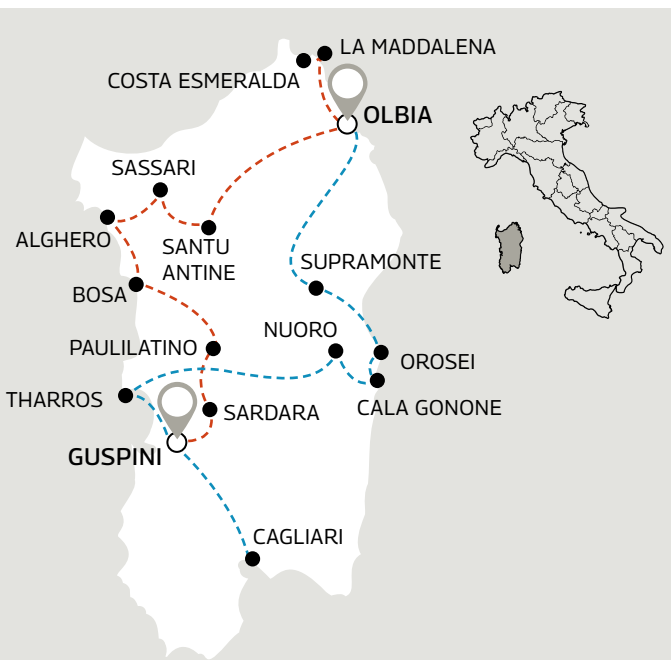 LA MADDALENA
COSTA ESMERALDA
OLBIA
SASSARI
ALGHERO
SANTU
ANTINE
SUPRAMONTE
BOSA
NUORO
PAULILATINO
OROSEI
THARROS
SARDARA
CALA GONONE
GUSPINI
CAGLIARI